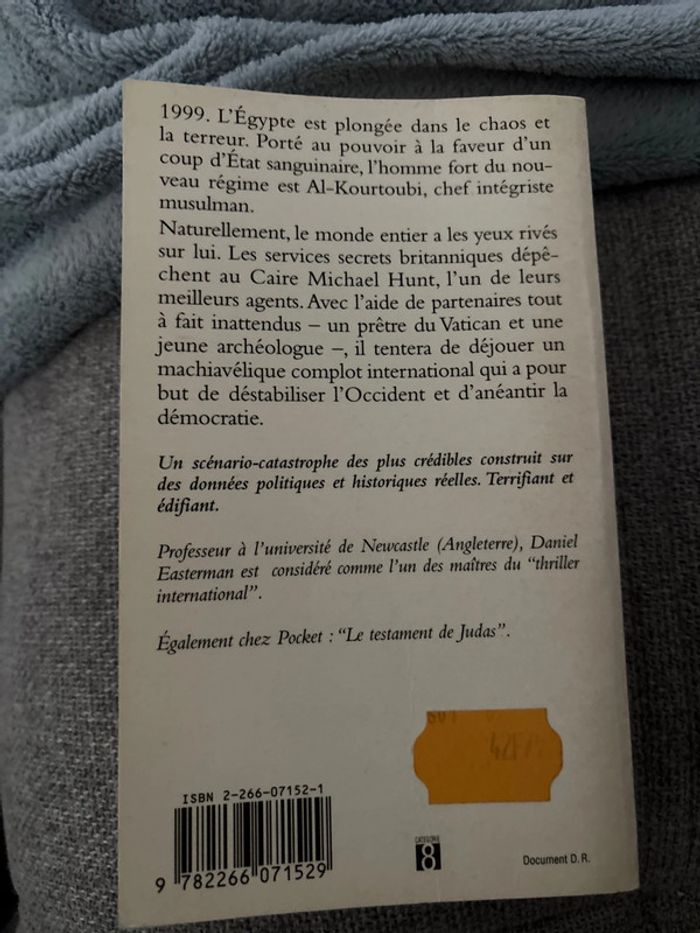 1999. L'Égypte est plongée dans le chaos et
la terreur. Porté au pouvoir à la faveur d'un
coup d'État sanguinaire, l'homme fort du nou-
veau régime est Al-Kourtoubi, chef intégriste
musulman.
Naturellement, le monde entier a les yeux rivés
sur lui. Les services secrets britanniques dépê-
chent au Caire Michael Hunt, l'un de leurs
meilleurs agents. Avec l'aide de partenaires tout
à fait inattendus – un prêtre du Vatican et une
jeune archéologue –, il tentera de déjouer un
machiavélique complot international qui a pour
but de déstabiliser l'Occident et d'anéantir la
démocratie.
Un scénario-catastrophe des plus crédibles construit sur
des données politiques et historiques réelles. Terrifiant et
édifiant.
Professeur à l'université de Newcastle (Angleterre), Daniel
Easterman est considéré comme l'un des maîtres du "thriller
international".
Également chez Pocket : "Le testament de Judas".
ISBN 2-266-07152-1
9 782266 071529
CATÉGORIE
8
Document D. R.